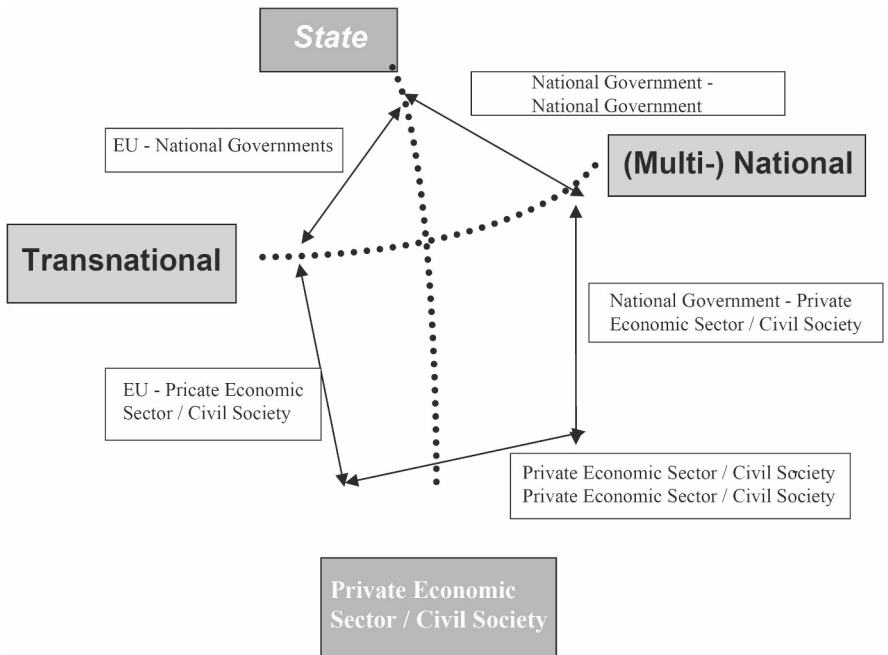 State
National Government -
National Government
EU - National Governments
(Multi-) National
Transnational
National Government - Private
Economic Sector / Civil Society
EU - Pricate Economic
Sector / Civil Society
Private Economic Sector / Civil Society-
Private Economic Sector / Civil Society
Private Economic
Sector / Civil Society